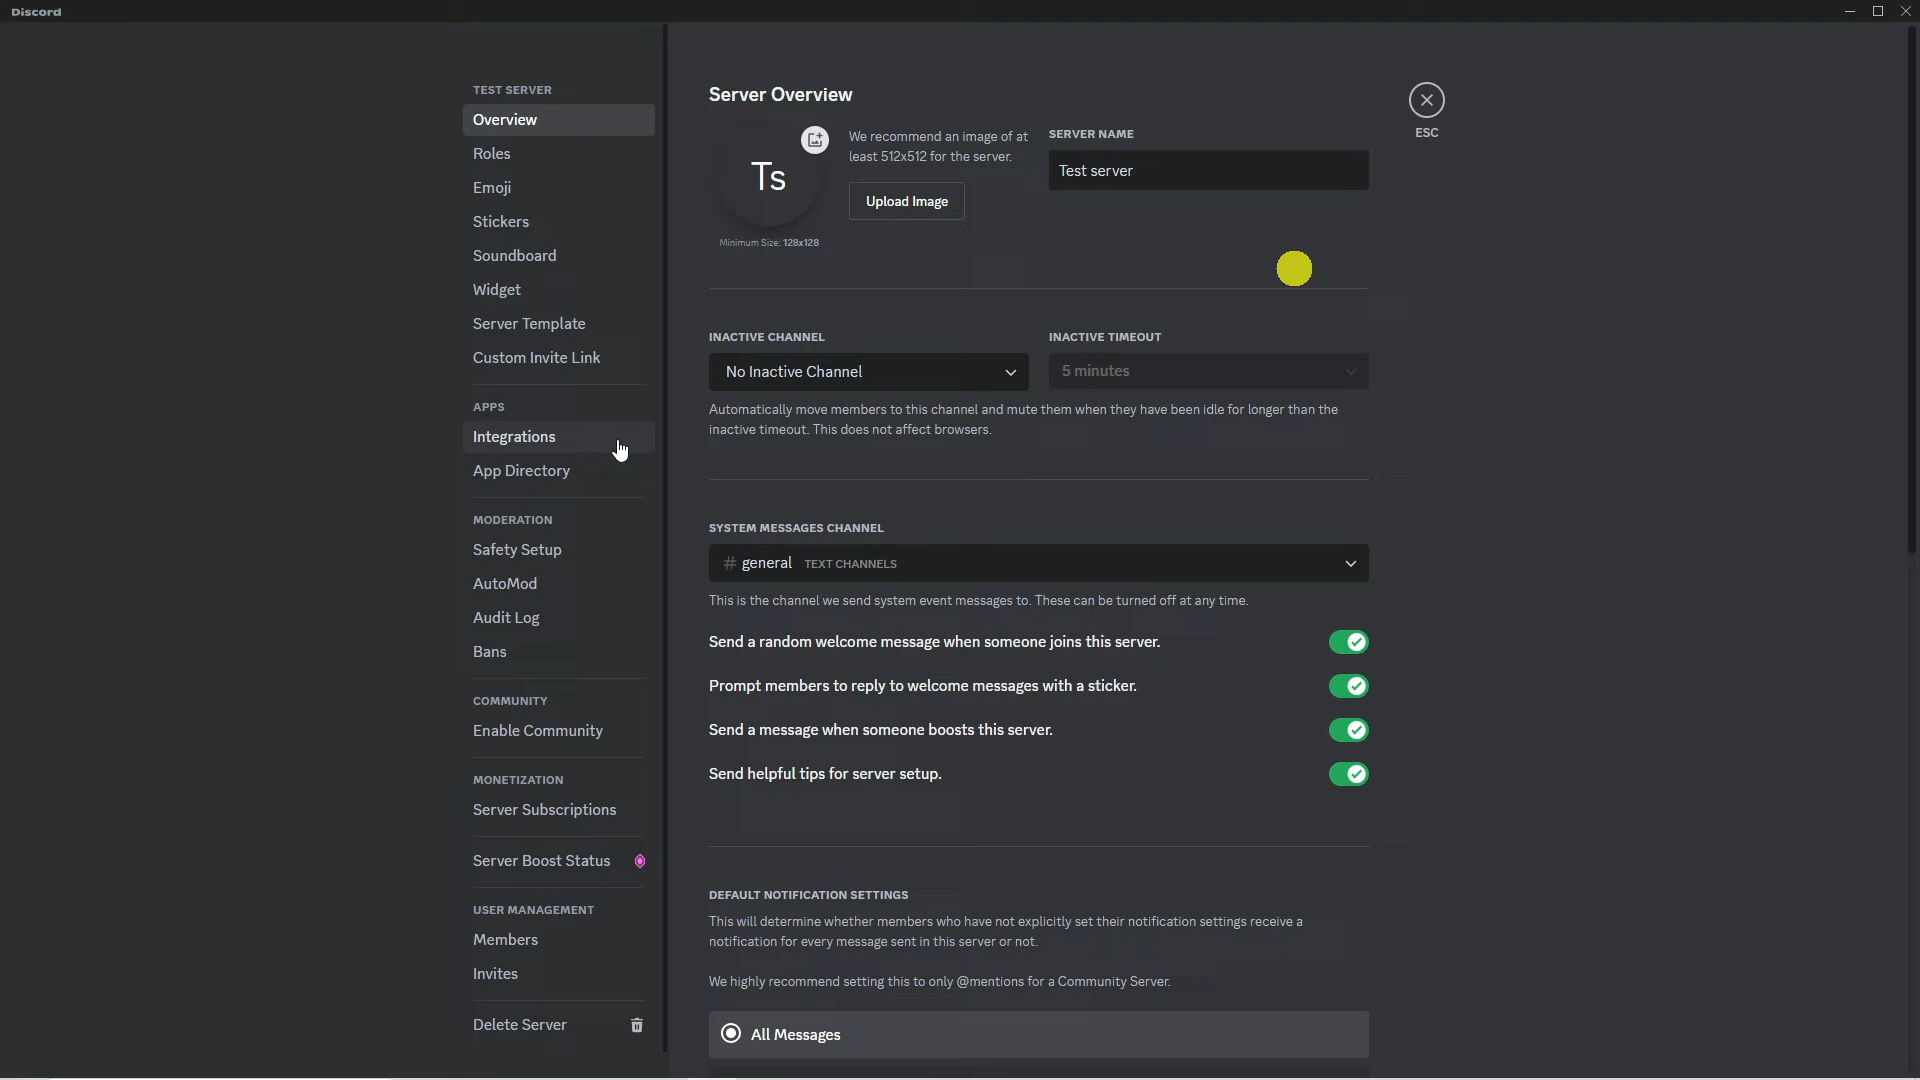 Discord
TEST SERVER
Overview
Roles
Emoji
Stickers
Soundboard
Widget
Server Template
Custom Invite Link
APPS
Integrations
App Directory
MODERATION
Safety Setup
AutoMod
Audit Log
Bans
COMMUNITY
Enable Community
MONETIZATION
Server Subscriptions
Server Boost Status
USER MANAGEMENT
Members
Invites
Delete Server
Server Overview
Ts
Minimum Size: 128x128
We recommend an image of at
least 512x512 for the server.
Upload Image
SERVER NAME
Test server
ESC
INACTIVE CHANNEL
No Inactive Channel
INACTIVE TIMEOUT
5 minutes
Automatically move members to this channel and mute them when they have been idle for longer than the
inactive timeout. This does not affect browsers.
SYSTEM MESSAGES CHANNEL
# general TEXT CHANNELS
This is the channel we send system event messages to. These can be turned off at any time.
Send a random welcome message when someone joins this server.
Prompt members to reply to welcome messages with a sticker.
Send a message when someone boosts this server.
Send helpful tips for server setup.
DEFAULT NOTIFICATION SETTINGS
This will determine whether members who have not explicitly set their notification settings receive a
notification for every message sent in this server or not.
We highly recommend setting this to only @mentions for a Community Server.
All Messages